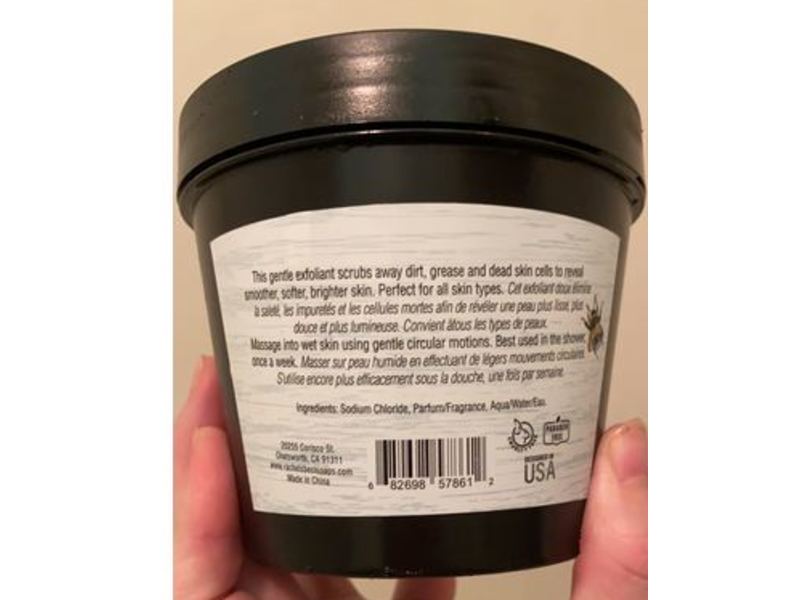 This gentle exfoliant scrubs away dirt, grease and dead skin cells to reveal
smoother, softer, brighter skin. Perfect for all skin types. Cet exfoliant doux élimine
la saleté, les impuretés et les cellules mortes afin de révéler une peau plus lisse, plus
douce et plus lumineuse. Convient âtous les types de peaux.
Massage into wet skin using gentle circular motions. Best used in the shower,
once a week. Masser sur peau humide en effectuant de légers mouvements circulaires.
S'utilise encore plus efficacement sous la douche, une fois par semaine.
Ingredients: Sodium Chloride, Parfum/Fragrance, Aqua/Water/Eau.
20255 Corisco St.
Chatsworth, CA 91311
Made in China
6 82698 57861 2
PARABEN
FREE
DESIGNED IN
USA